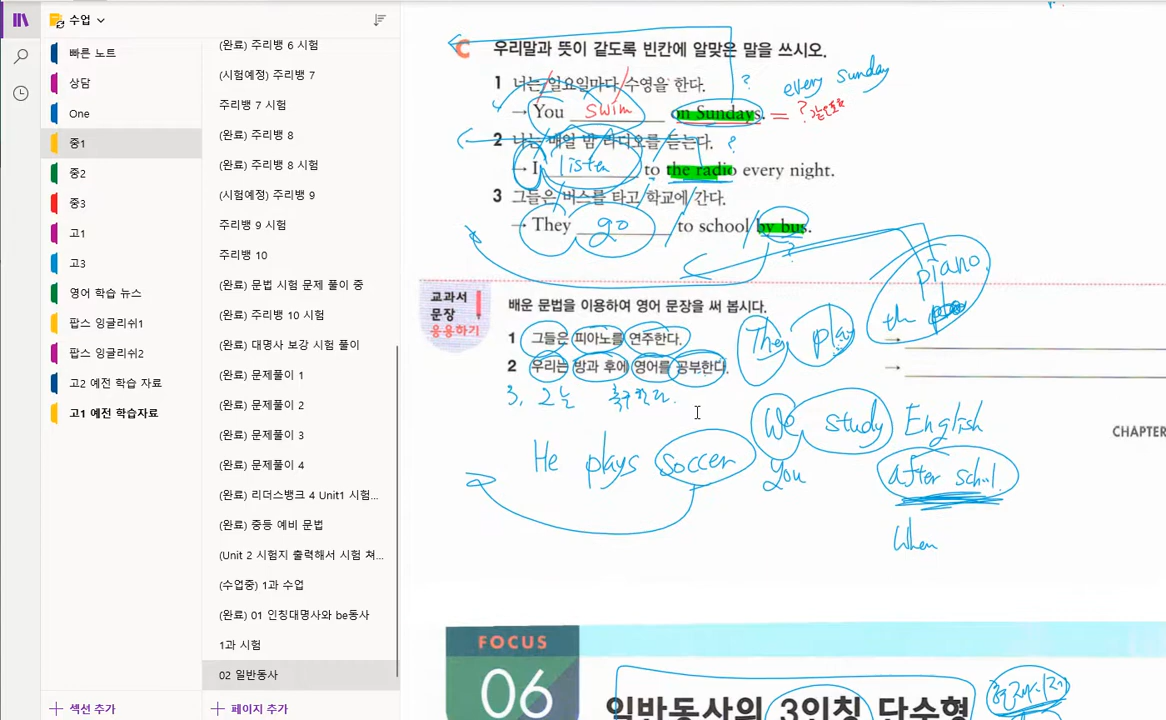 수업
빠른 노트
상담
One
중1
중2
중3
고1
고3
영어 학습 뉴스
팝스 잉글리쉬1
팝스 잉글리쉬2
고2 예전 학습 자료
고1 예전 학습자료
섹션 추가
(완료) 주리뱅 6 시험
(시험예정) 주리뱅 7
주리뱅 7 시험
(완료) 주리뱅 8
(완료) 주리뱅 8 시험
(시험예정) 주리뱅 9
주리뱅 9 시험
주리뱅 10
(완료) 문법 시험 문제 풀이 중
(완료) 주리뱅 10 시험
(완료) 대명사 보강 시험 풀이
(완료) 문제풀이 1
(완료) 문제풀이 2
(완료) 문제풀이 3
(완료) 문제풀이 4
(완료) 리더스뱅크 4 Unit1 시험...
(완료) 중등 예비 문법
(Unit 2 시험지 출력해서 시험 쳐...
(수업중) 1과 수업
(완료) 01 인칭대명사와 be동사
1과 시험
02 일반동사
페이지 추가
C 우리말과 뜻이 같도록 빈칸에 알맞은 말을 쓰시오.
1 너는 일요일마다 수영을 한다. ? every Sunday
→ You swim on Sundays. = ?
2 너는 매일 밤 라디오를 듣는다. ?
→ I listen to the radio every night.
3 그들은 버스를 타고 학교에 간다.
→ They go to school by bus.
?
piano.
교과서 문장 응용하기
배운 문법을 이용하여 영어 문장을 써 봅시다.
1 그들은 피아노를 연주한다. They play th →
2 우리는 방과 후에 영어를 공부한다. →
3. 그는 축구한다.
We study English
He plays soccer You after school.
When
CHAPTER
FOCUS
06
일반동사의 3인칭 단수형
현재시제